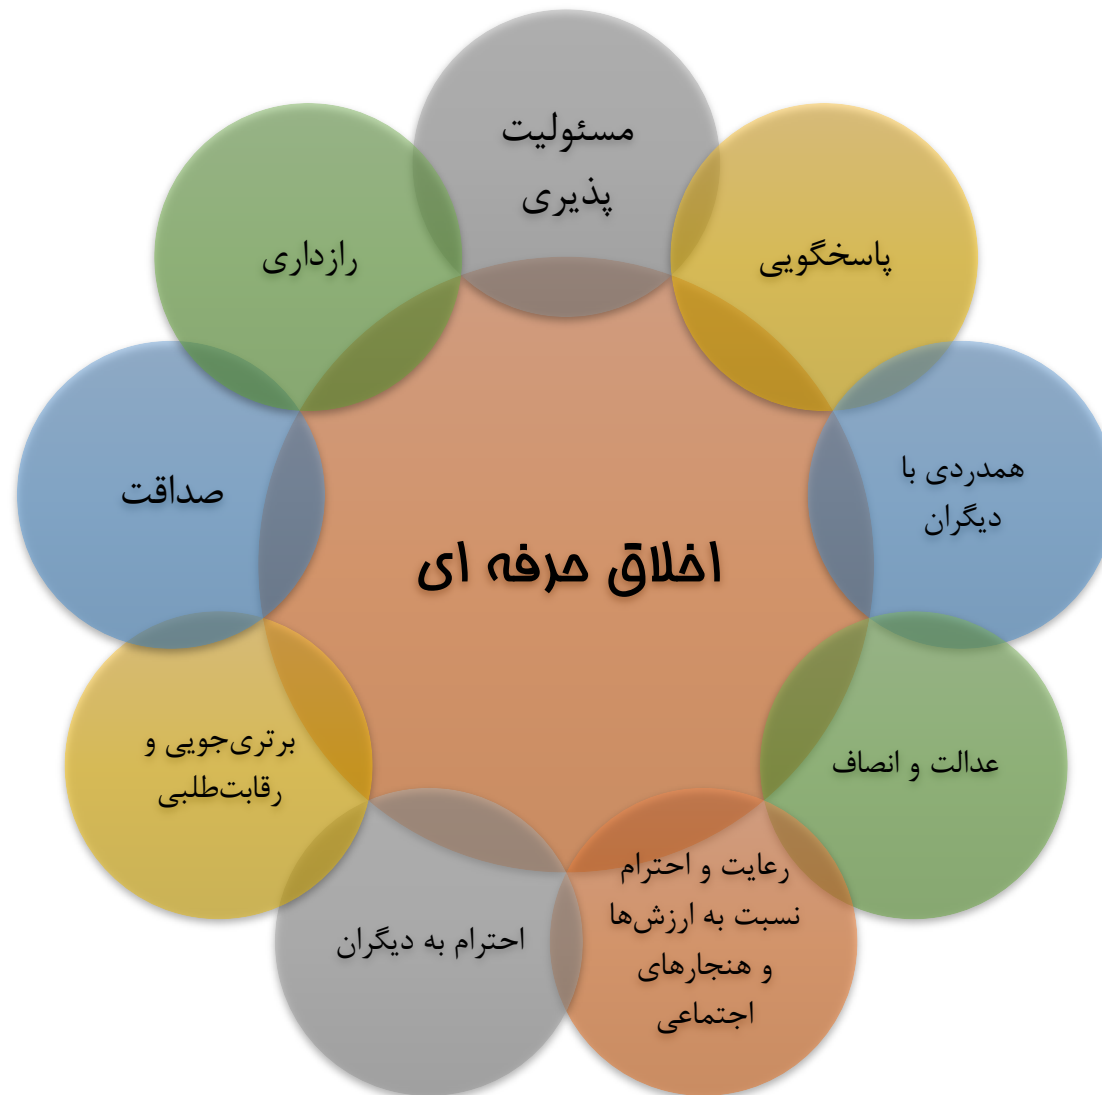 مسئولیت
پذیری
پاسخگویی
همدردی با
دیگران
عدالت و انصاف
رعایت و احترام
نسبت به ارزش‌ها
و هنجارهای
اجتماعی
احترام به دیگران
برتری‌جویی و
رقابت‌طلبی
صداقت
رازداری
اخلاق حرفه ای